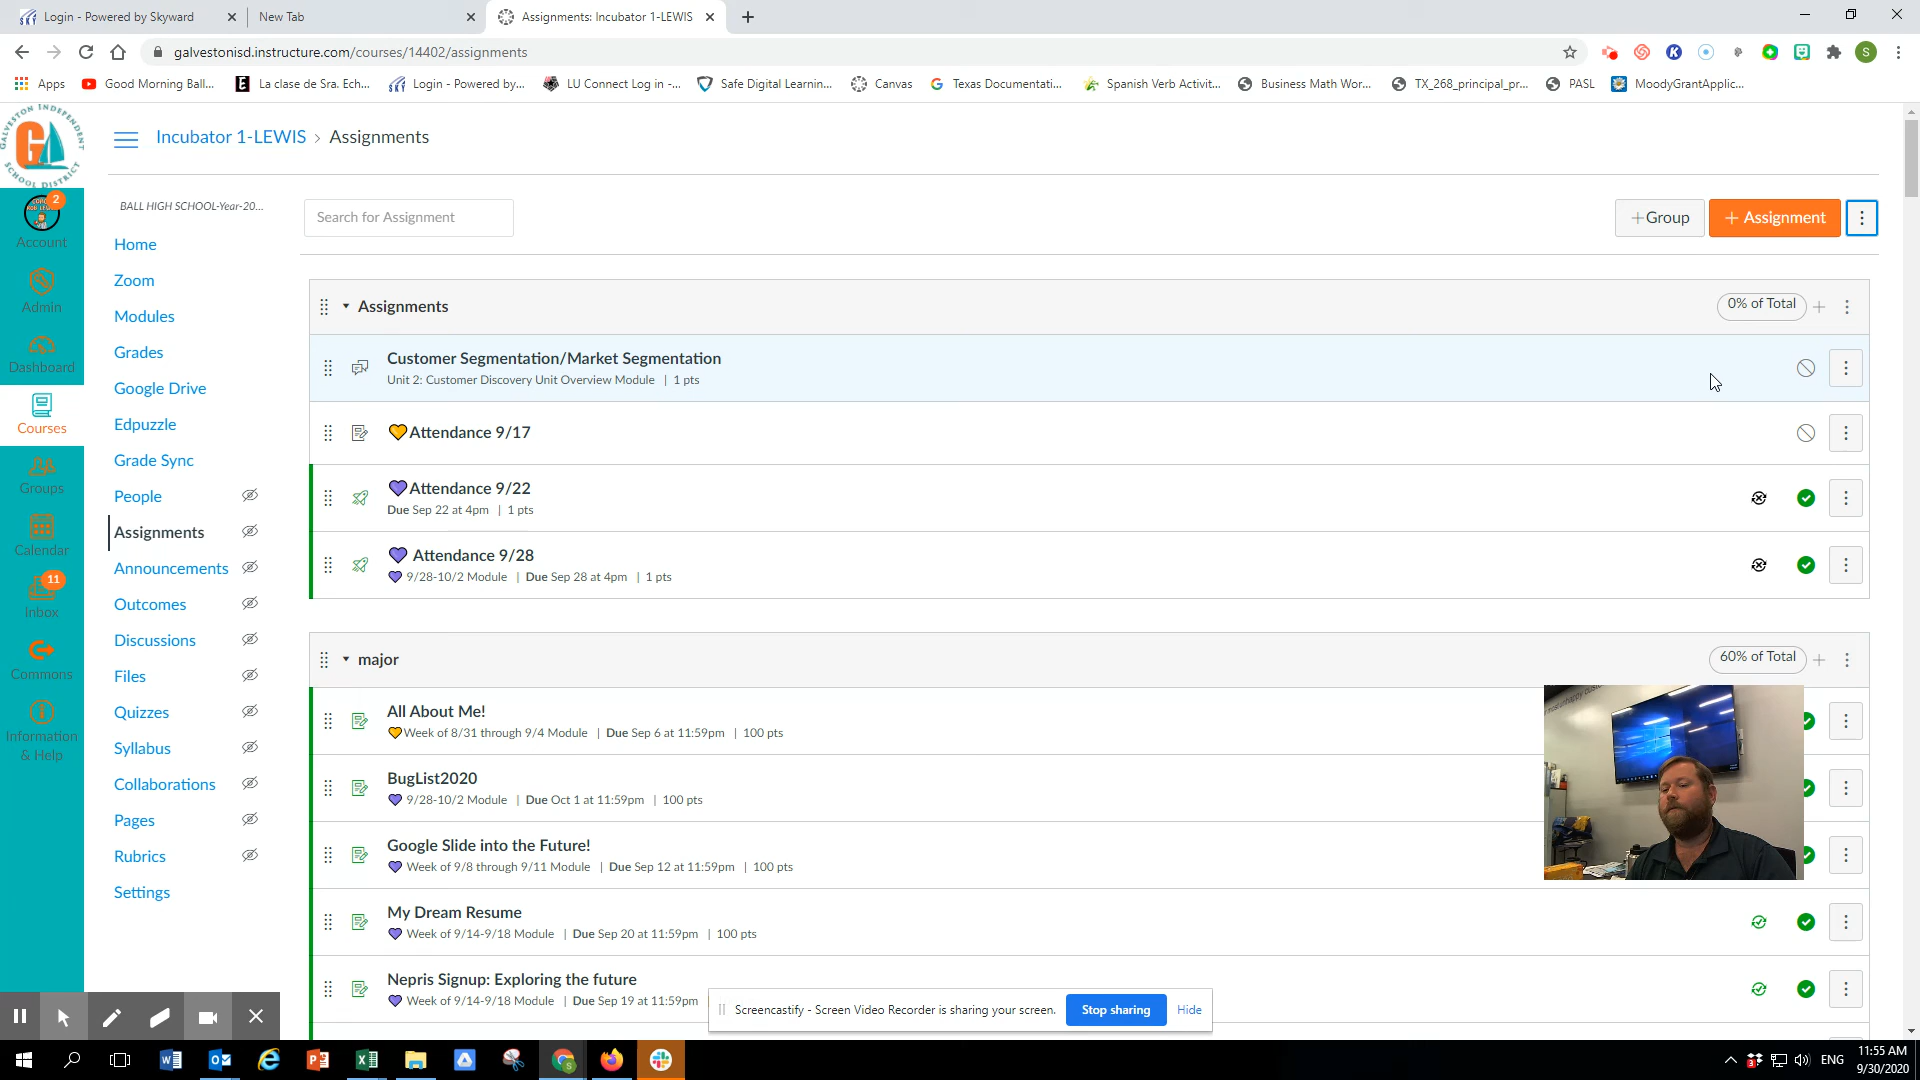 Login - Powered by Skyward
New Tab
Assignments: Incubator 1-LEWIS
galvestonisd.instructure.com/courses/14402/assignments
Apps
Good Morning Ball...
La clase de Sra. Ech...
Login - Powered by...
LU Connect Log in -...
Safe Digital Learnin...
Canvas
Texas Documentati...
Spanish Verb Activit...
Business Math Wor...
TX_268_principal_pr...
PASL
MoodyGrantApplic...
GALVESTON INDEPENDENT
SCHOOL DISTRICT
Incubator 1-LEWIS > Assignments
BALL HIGH SCHOOL-Year-20...
Search for Assignment
+Group
+ Assignment
2
Account
Admin
Dashboard
Courses
Groups
Calendar
11
Inbox
Commons
Information
& Help
Home
Zoom
Modules
Grades
Google Drive
Edpuzzle
Grade Sync
People
Assignments
Announcements
Outcomes
Discussions
Files
Quizzes
Syllabus
Collaborations
Pages
Rubrics
Settings
Assignments
0% of Total
Customer Segmentation/Market Segmentation
Unit 2: Customer Discovery Unit Overview Module | 1 pts
💛Attendance 9/17
💜Attendance 9/22
Due Sep 22 at 4pm | 1 pts
💜 Attendance 9/28
💜 9/28-10/2 Module | Due Sep 28 at 4pm | 1 pts
major
60% of Total
All About Me!
💛Week of 8/31 through 9/4 Module | Due Sep 6 at 11:59pm | 100 pts
BugList2020
💜 9/28-10/2 Module | Due Oct 1 at 11:59pm | 100 pts
Google Slide into the Future!
💜 Week of 9/8 through 9/11 Module | Due Sep 12 at 11:59pm | 100 pts
My Dream Resume
💜 Week of 9/14-9/18 Module | Due Sep 20 at 11:59pm | 100 pts
Nepris Signup: Exploring the future
💜 Week of 9/14-9/18 Module | Due Sep 19 at 11:59pm
Screencastify - Screen Video Recorder is sharing your screen.
Stop sharing
Hide
ENG
11:55 AM
9/30/2020